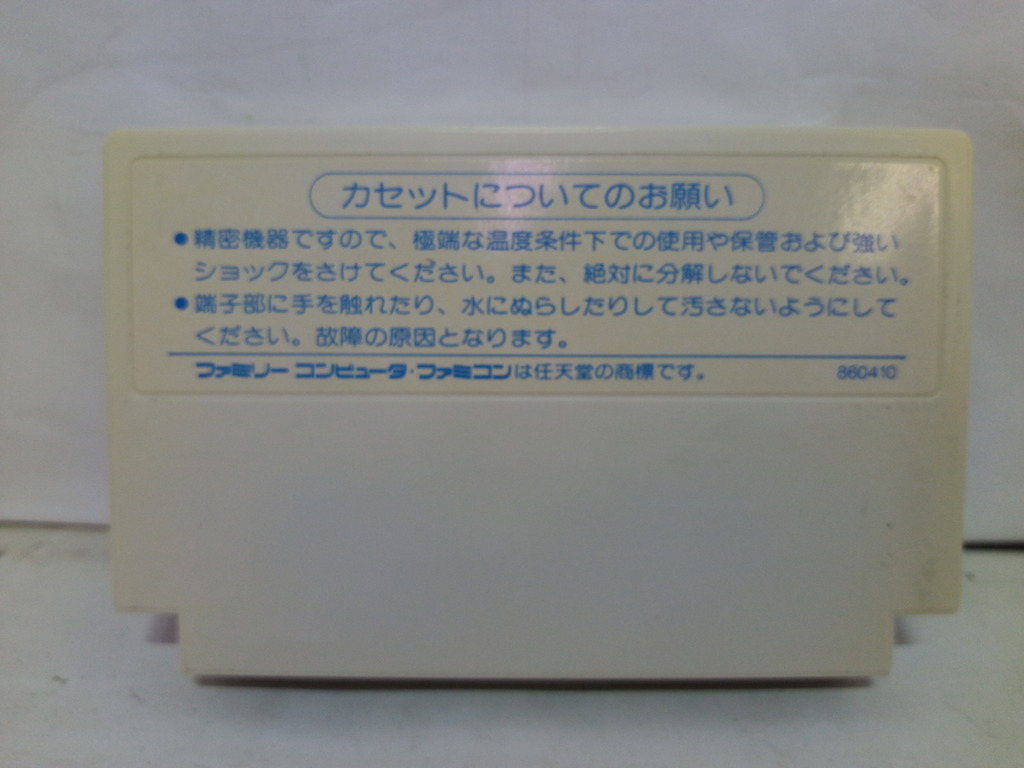 カセットについてのお願い
●精密機器ですので、極端な温度条件下での使用や保管および強い
ショックをさけてください。また、絶対に分解しないでください。
●端子部に手を触れたり、水にぬらしたりして汚さないようにして
ください。故障の原因となります。
ファミリー コンピュータ・ファミコンは任天堂の商標です。 860410